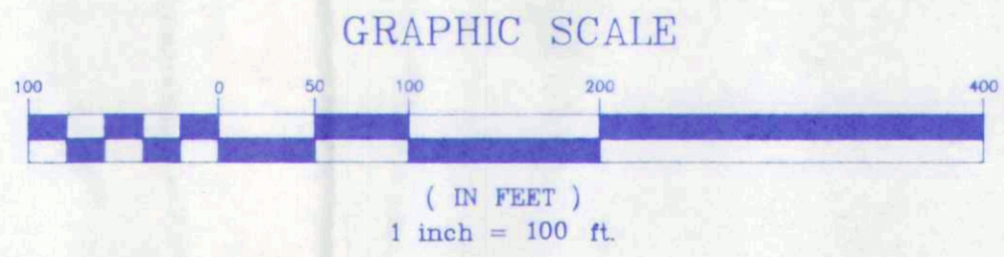 GRAPHIC SCALE
100 0 50 100 200 400
( IN FEET )
1 inch = 100 ft.